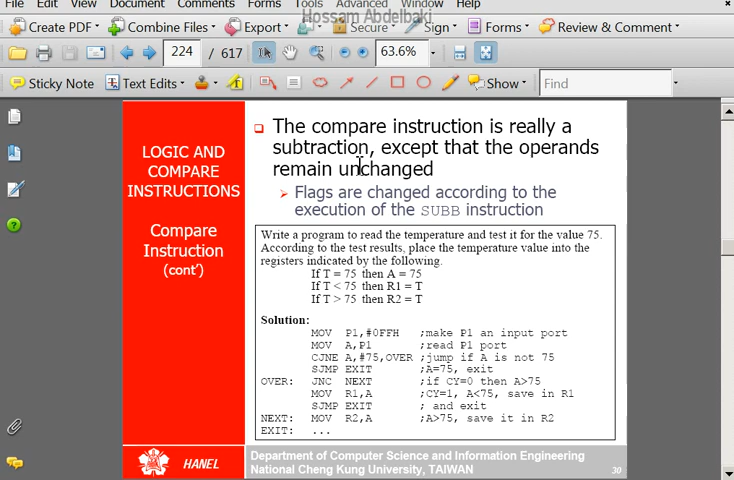 File Edit View Document Comments Forms Tools Advanced Window Help
Hossam Abdelbaki
Create PDF Combine Files Export Secure Sign Forms Review & Comment
224 / 617 63.6%
Sticky Note Text Edits Show Find
LOGIC AND
COMPARE
INSTRUCTIONS
Compare
Instruction
(cont')
The compare instruction is really a
subtraction, except that the operands
remain unchanged
Flags are changed according to the
execution of the SUBB instruction
Write a program to read the temperature and test it for the value 75.
According to the test results, place the temperature value into the
registers indicated by the following.
If T = 75 then A = 75
If T < 75 then R1 = T
If T > 75 then R2 = T
Solution:
MOV P1,#0FFH ;make P1 an input port
MOV A,P1 ;read P1 port
CJNE A,#75,OVER ;jump if A is not 75
SJMP EXIT ;A=75, exit
OVER: JNC NEXT ;if CY=0 then A>75
MOV R1,A ;CY=1, A<75, save in R1
SJMP EXIT ; and exit
NEXT: MOV R2,A ;A>75, save it in R2
EXIT: ...
HANEL
Department of Computer Science and Information Engineering
National Cheng Kung University, TAIWAN 30